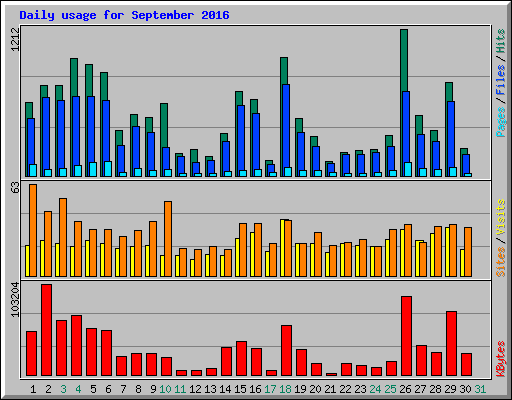 Daily usage for September 2016
1212
Pages/Files/Hits
63
Sites/Visits
103204
KBytes
1 2 3 4 5 6 7 8 9 10 11 12 13 14 15 16 17 18 19 20 21 22 23 24 25 26 27 28 29 30 31